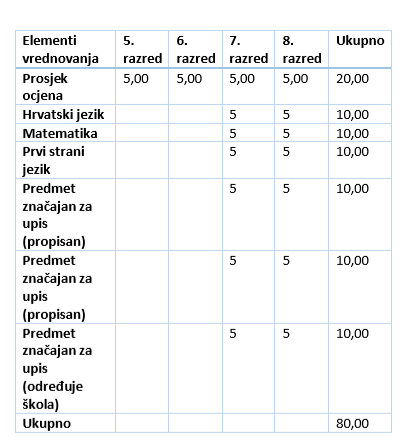 Elementi vrednovanja 5. razred 6. razred 7. razred 8. razred Ukupno
Prosjek ocjena 5,00 5,00 5,00 5,00 20,00
Hrvatski jezik 5 5 10,00
Matematika 5 5 10,00
Prvi strani jezik 5 5 10,00
Predmet značajan za upis (propisan) 5 5 10,00
Predmet značajan za upis (propisan) 5 5 10,00
Predmet značajan za upis (određuje škola) 5 5 10,00
Ukupno 80,00